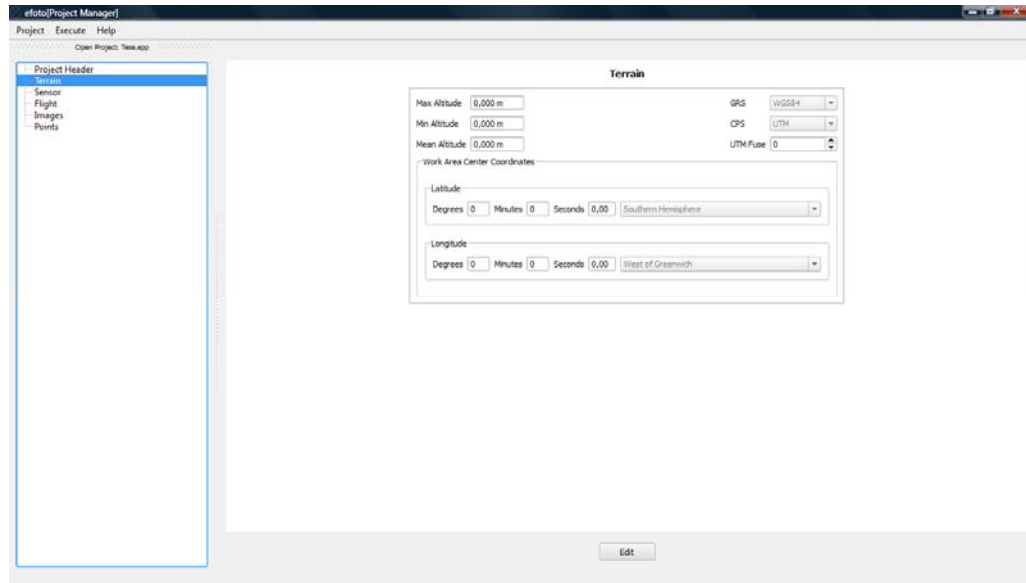 efoto[Project Manager]
Project Execute Help
Open Project: Tese.epp
Project Header
Terrain
Sensor
Flight
Images
Points
Terrain
Max Altitude 0,000 m GRS WGS84
Min Altitude 0,000 m CPS UTM
Mean Altitude 0,000 m UTM Fuse 0
Work Area Center Coordinates
Latitude
Degrees 0 Minutes 0 Seconds 0,00 Southern Hemisphere
Longitude
Degrees 0 Minutes 0 Seconds 0,00 West of Greenwich
Edit